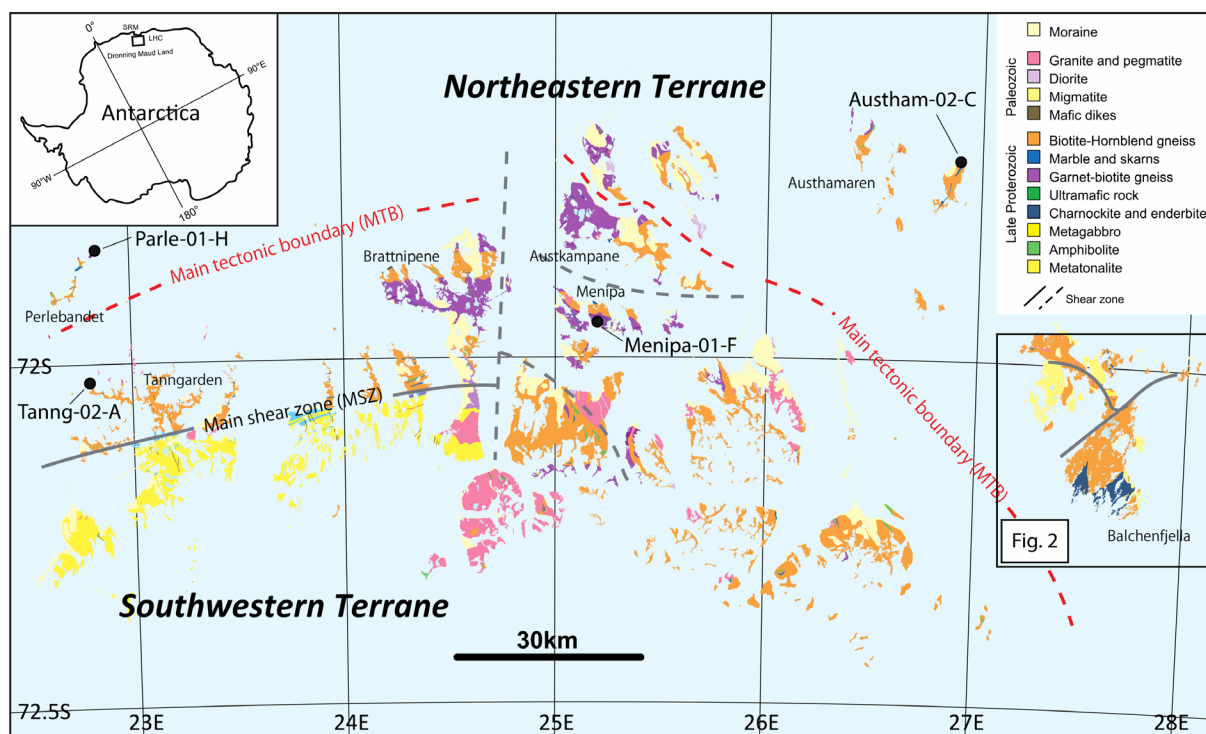 0°
SRM
LHC
Dronning Maud Land
90°E
Antarctica
90°W
180°
Northeastern Terrane
Austham-02-C
Austhamaren
Parle-01-H
Main tectonic boundary (MTB)
Brattnipene
Austkampane
Menipa
Perlebandet
Menipa-01-F
Main tectonic boundary (MTB)
72S
Tanngarden
Tanng-02-A
Main shear zone (MSZ)
Fig. 2
Balchenfjella
Southwestern Terrane
30km
72.5S
23E
24E
25E
26E
27E
28E
Moraine
Paleozoic
Granite and pegmatite
Diorite
Migmatite
Mafic dikes
Late Proterozoic
Biotite-Hornblend gneiss
Marble and skarns
Garnet-biotite gneiss
Ultramafic rock
Charnockite and enderbite
Metagabbro
Amphibolite
Metatonalite
Shear zone